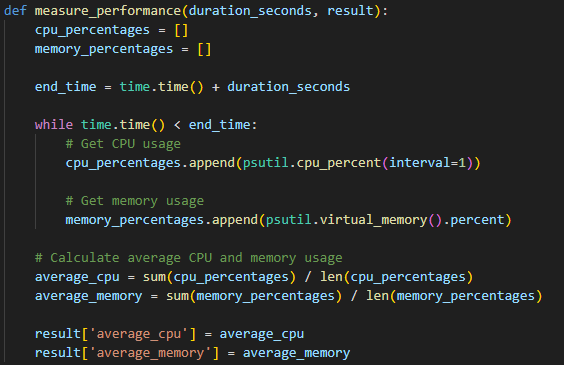 def measure_performance(duration_seconds, result):
    cpu_percentages = []
    memory_percentages = []

    end_time = time.time() + duration_seconds

    while time.time() < end_time:
        # Get CPU usage
        cpu_percentages.append(psutil.cpu_percent(interval=1))

        # Get memory usage
        memory_percentages.append(psutil.virtual_memory().percent)

    # Calculate average CPU and memory usage
    average_cpu = sum(cpu_percentages) / len(cpu_percentages)
    average_memory = sum(memory_percentages) / len(memory_percentages)

    result['average_cpu'] = average_cpu
    result['average_memory'] = average_memory